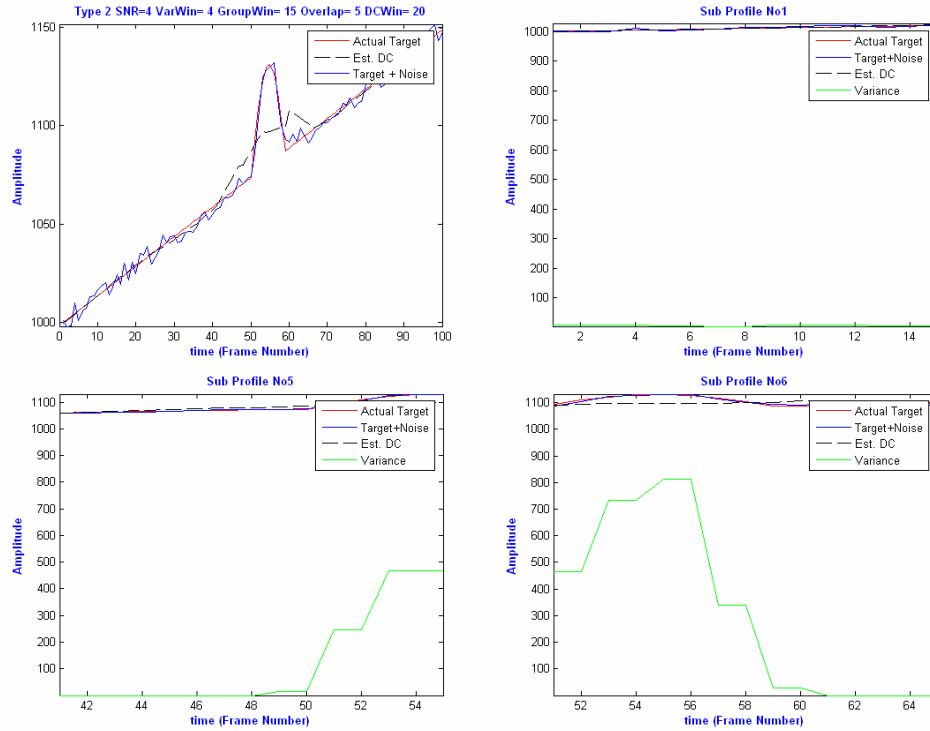 Type 2 SNR=4 VarWin= 4 GroupWin= 15 Overlap= 5 DCWin= 20
1150
1100
1050
1000
Amplitude
Actual Target
Est. DC
Target + Noise
0 10 20 30 40 50 60 70 80 90 100
time (Frame Number)
Sub Profile No1
1000
900
800
700
600
500
400
300
200
100
Amplitude
Actual Target
Target+Noise
Est. DC
Variance
2 4 6 8 10 12 14
time (Frame Number)
Sub Profile No5
1100
1000
900
800
700
600
500
400
300
200
100
Amplitude
Actual Target
Target+Noise
Est. DC
Variance
42 44 46 48 50 52 54
time (Frame Number)
Sub Profile No6
1100
1000
900
800
700
600
500
400
300
200
100
Amplitude
Actual Target
Target+Noise
Est. DC
Variance
52 54 56 58 60 62 64
time (Frame Number)